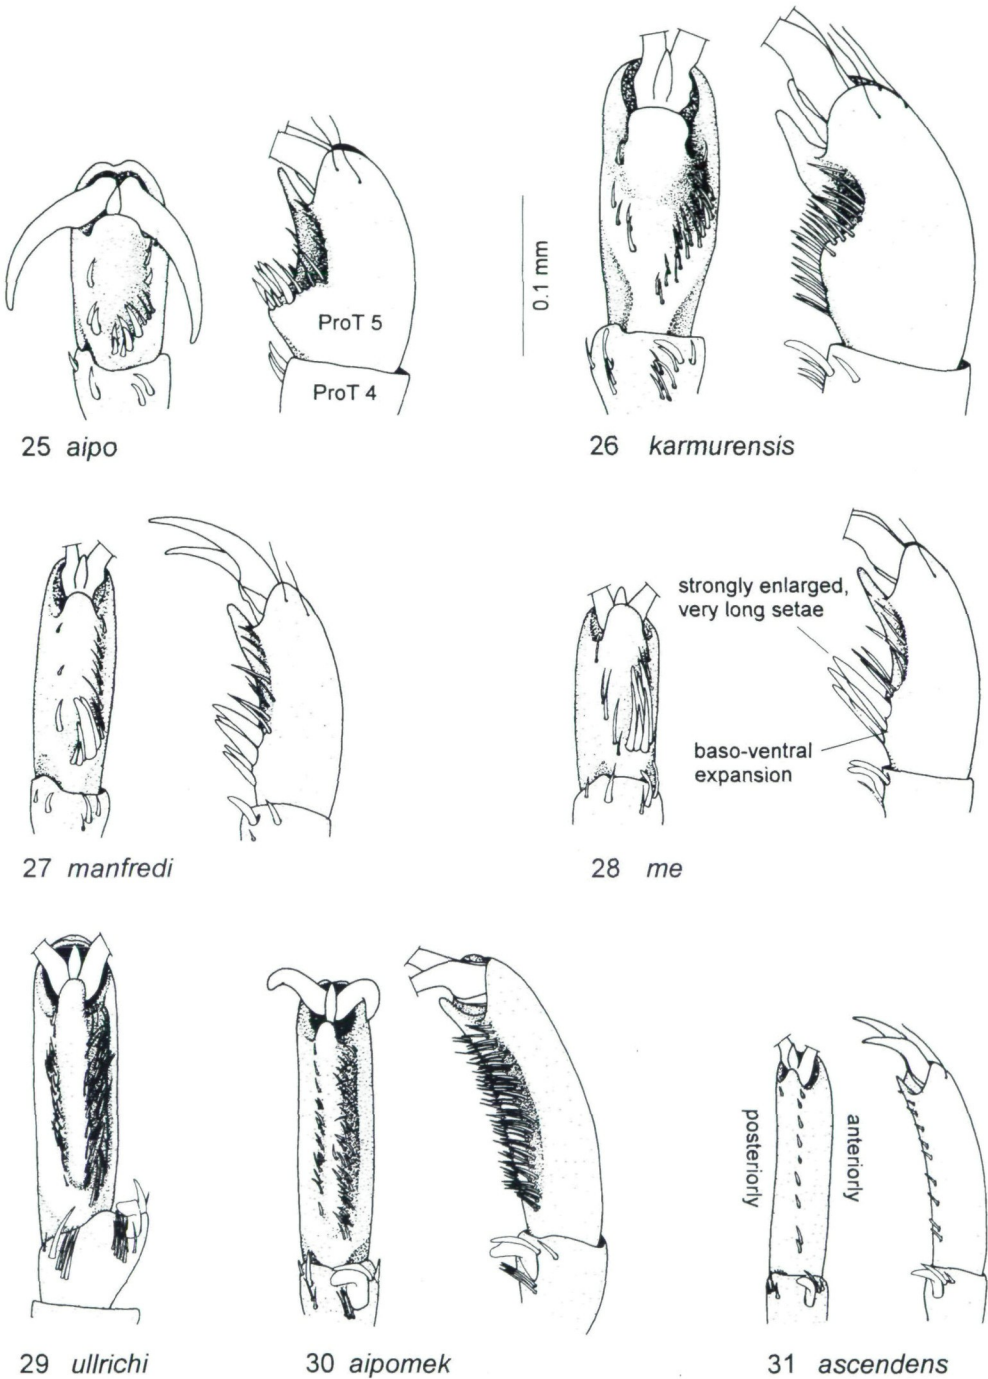 0.1 mm
ProT 5
ProT 4
25 aipo
26 karmurensis
strongly enlarged,
very long setae
baso-ventral
expansion
27 manfredi
28 me
posteriorly
anteriorly
29 ullrichi
30 aipomek
31 ascendens